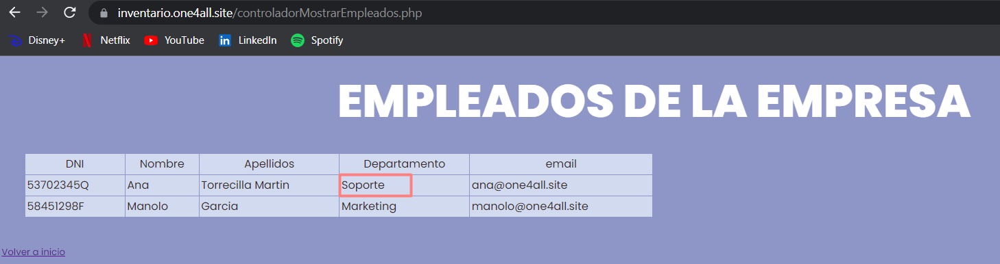 inventario.one4all.site/controladorMostrarEmpleados.php
Disney+ Netflix YouTube LinkedIn Spotify
EMPLEADOS DE LA EMPRESA
DNI Nombre Apellidos Departamento email
53702345Q Ana Torrecilla Martin Soporte ana@one4all.site
58451298F Manolo Garcia Marketing manolo@one4all.site
Volver a inicio